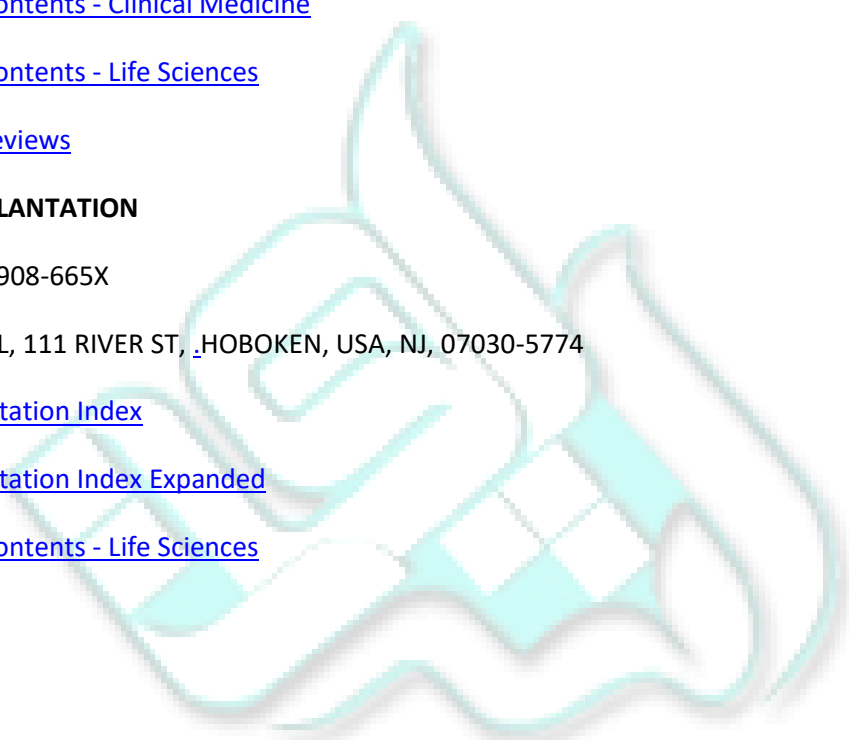 ontents - Clinical Medicine
ontents - Life Sciences
eviews
LANTATION
908-665X
L, 111 RIVER ST, .HOBOKEN, USA, NJ, 07030-5774
tation Index
tation Index Expanded
ontents - Life Sciences